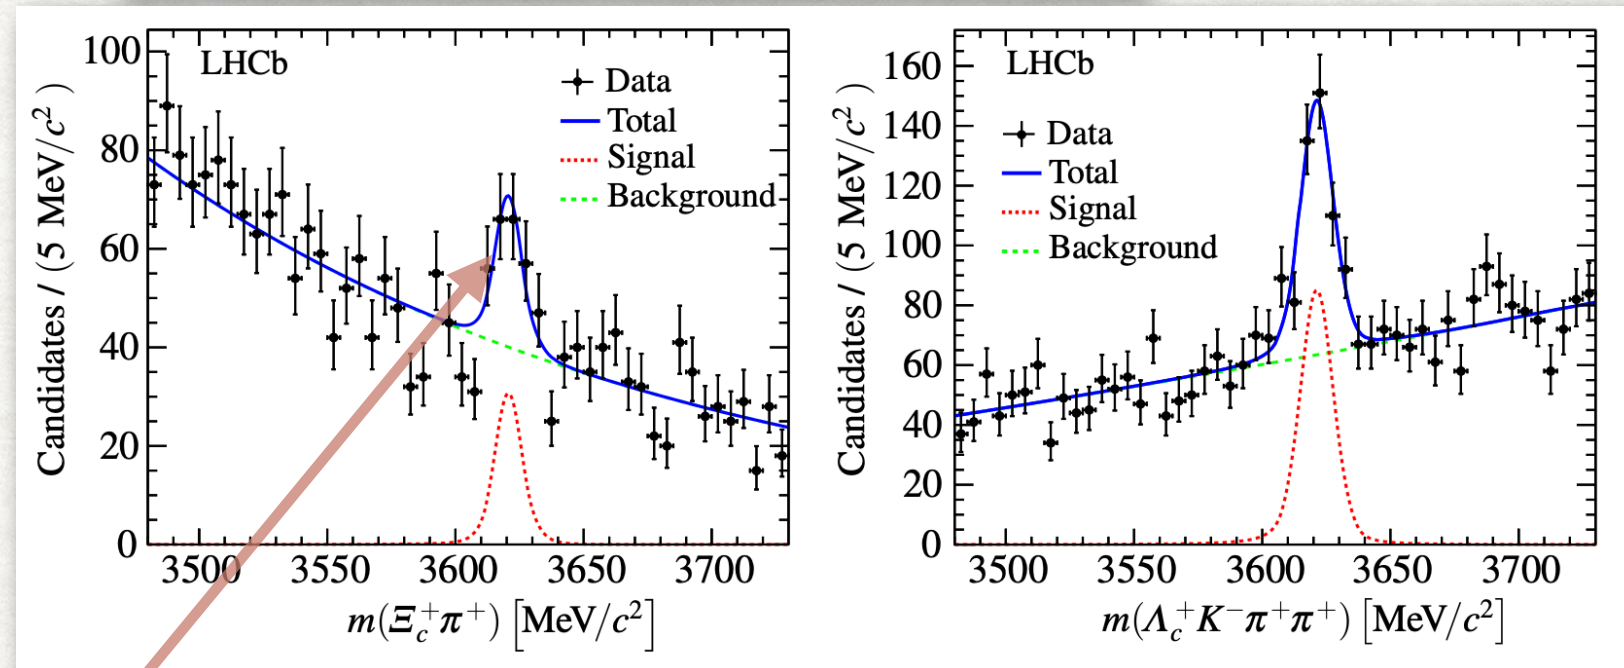 LHCb
Data
Total
Signal
Background
100
80
60
40
20
0
3500
3550
3600
3650
3700
Candidates / (5 MeV/c²)
m(Ξc⁺π⁺) [MeV/c²]
LHCb
Data
Total
Signal
Background
160
140
120
100
80
60
40
20
0
3500
3550
3600
3650
3700
Candidates / (5 MeV/c²)
m(Λc⁺K⁻π⁺π⁺) [MeV/c²]